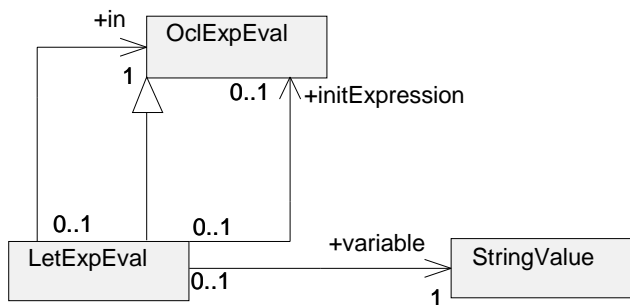 +in
OclExpEval
1
0..1
+initExpression
0..1
0..1
+variable
LetExpEval
StringValue
0..1
1